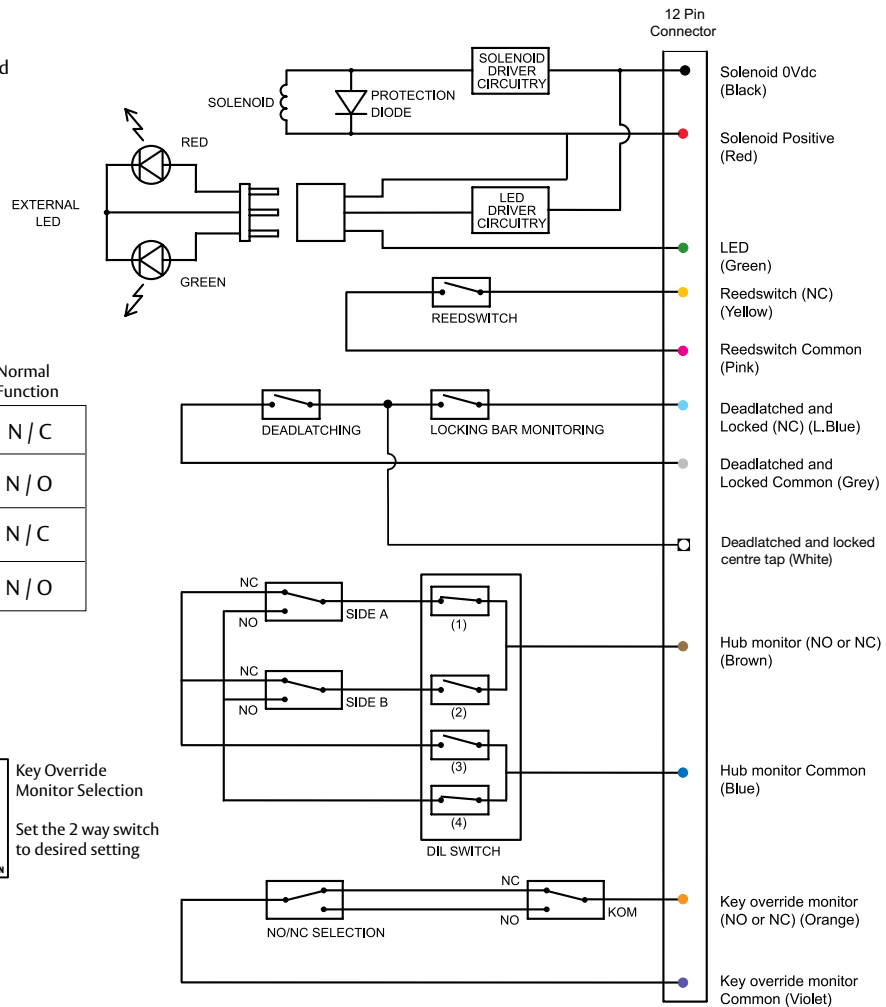 12 Pin
Connector
d
SOLENOID
DRIVER
CIRCUITRY
SOLENOID
PROTECTION
DIODE
Solenoid 0Vdc
(Black)
Solenoid Positive
(Red)
RED
EXTERNAL
LED
LED
DRIVER
CIRCUITRY
GREEN
LED
(Green)
Reedswitch (NC)
(Yellow)
REEDSWITCH
Reedswitch Common
(Pink)
Normal
Function
N / C
N / O
N / C
N / O
DEADLATCHING
LOCKING BAR MONITORING
Deadlatched and
Locked (NC) (L.Blue)
Deadlatched and
Locked Common (Grey)
Deadlatched and locked
centre tap (White)
NC
NO
SIDE A
(1)
NC
NO
SIDE B
(2)
(3)
(4)
DIL SWITCH
Hub monitor (NO or NC)
(Brown)
Hub monitor Common
(Blue)
Key Override
Monitor Selection
Set the 2 way switch
to desired setting
NC
NO
NO/NC SELECTION
KOM
Key override monitor
(NO or NC) (Orange)
Key override monitor
Common (Violet)